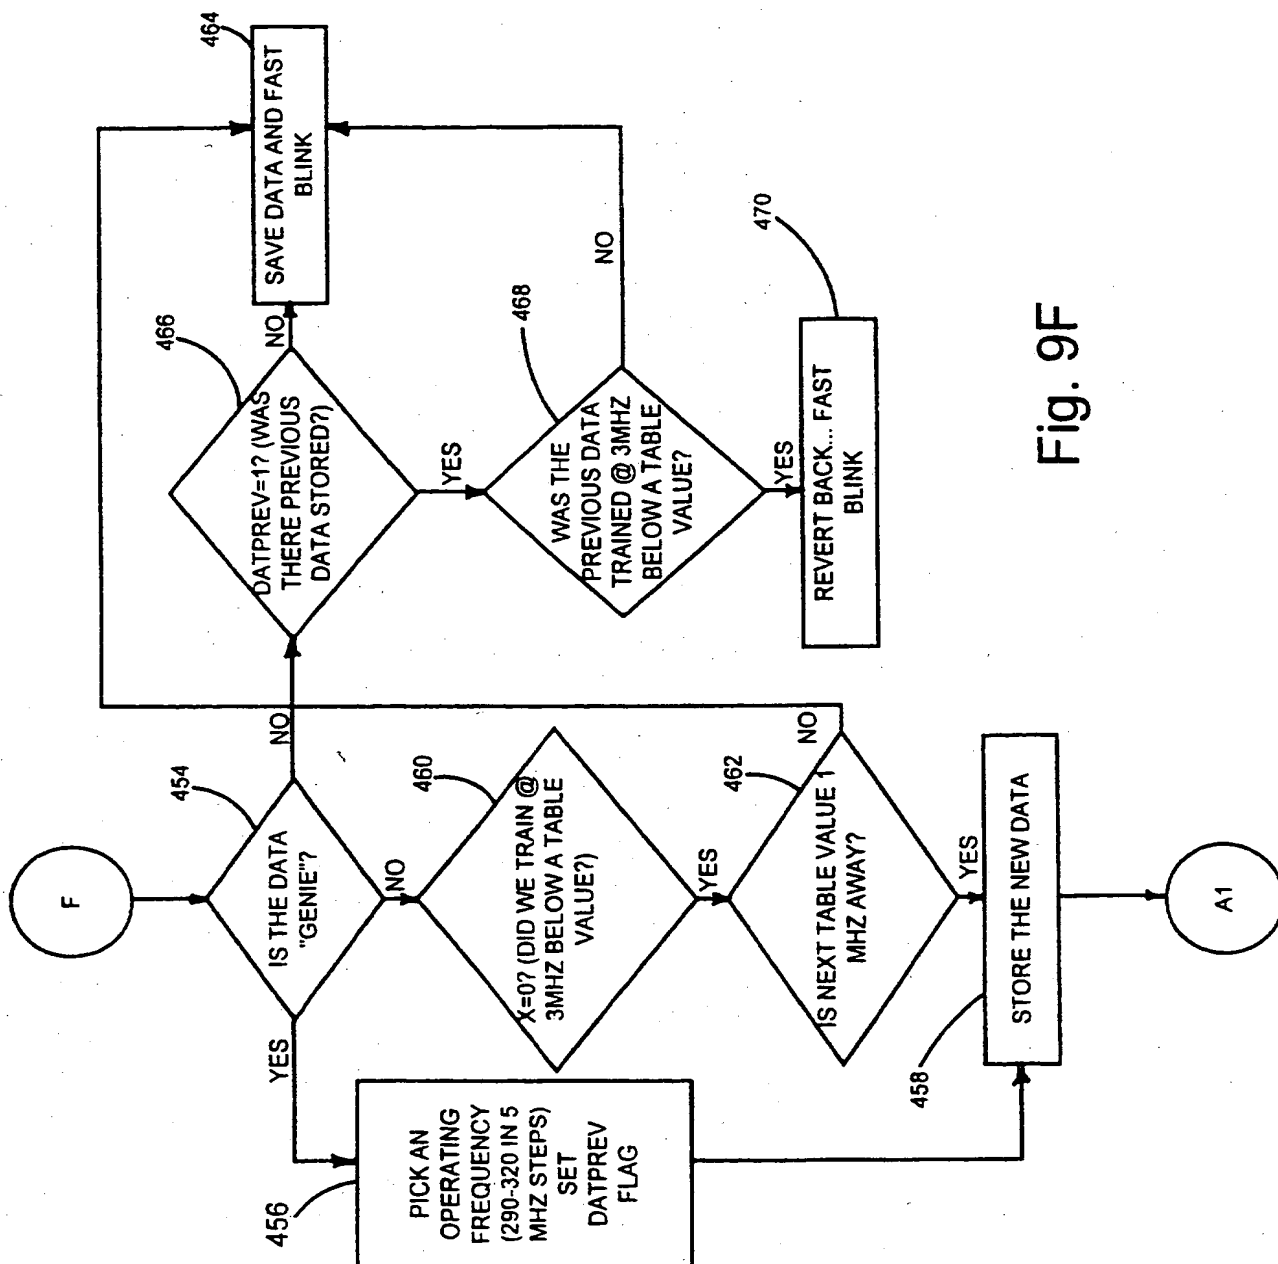 F
454
IS THE DATA
"GENIE"?
YES
NO
NO
456
PICK AN
OPERATING
FREQUENCY
(290-320 IN 5
MHZ STEPS)
SET
DATPREV
FLAG
460
X=0? (DID WE TRAIN @
3MHZ BELOW A TABLE
VALUE?)
YES
462
IS NEXT TABLE VALUE 1
MHZ AWAY?
NO
YES
458
STORE THE NEW DATA
A1
466
DATPREV=1? (WAS
THERE PREVIOUS
DATA STORED?)
NO
YES
464
SAVE DATA AND FAST
BLINK
468
WAS THE
PREVIOUS DATA
TRAINED @ 3MHZ
BELOW A TABLE
VALUE?
NO
YES
470
REVERT BACK... FAST
BLINK
Fig. 9F